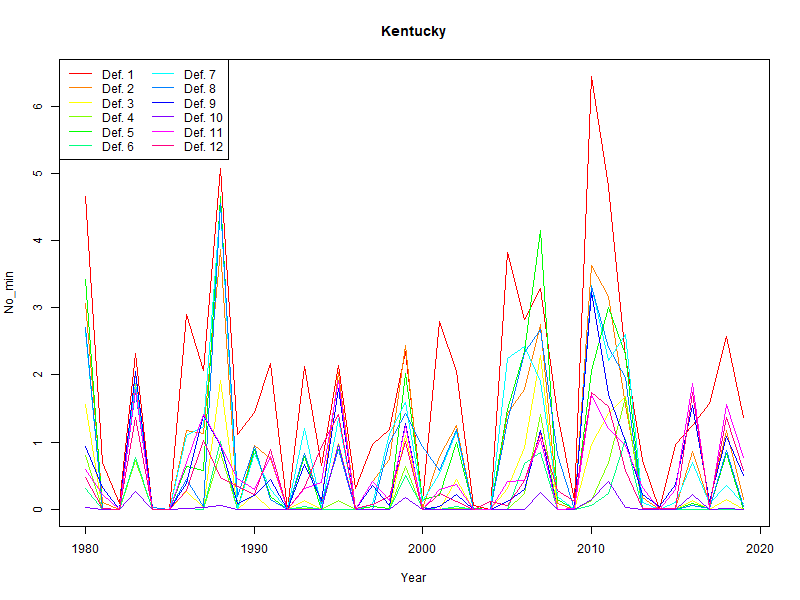 Kentucky
Def. 1 Def. 7
Def. 2 Def. 8
Def. 3 Def. 9
Def. 4 Def. 10
Def. 5 Def. 11
Def. 6 Def. 12
6
5
4
3
2
1
0
No_min
1980 1990 2000 2010 2020
Year